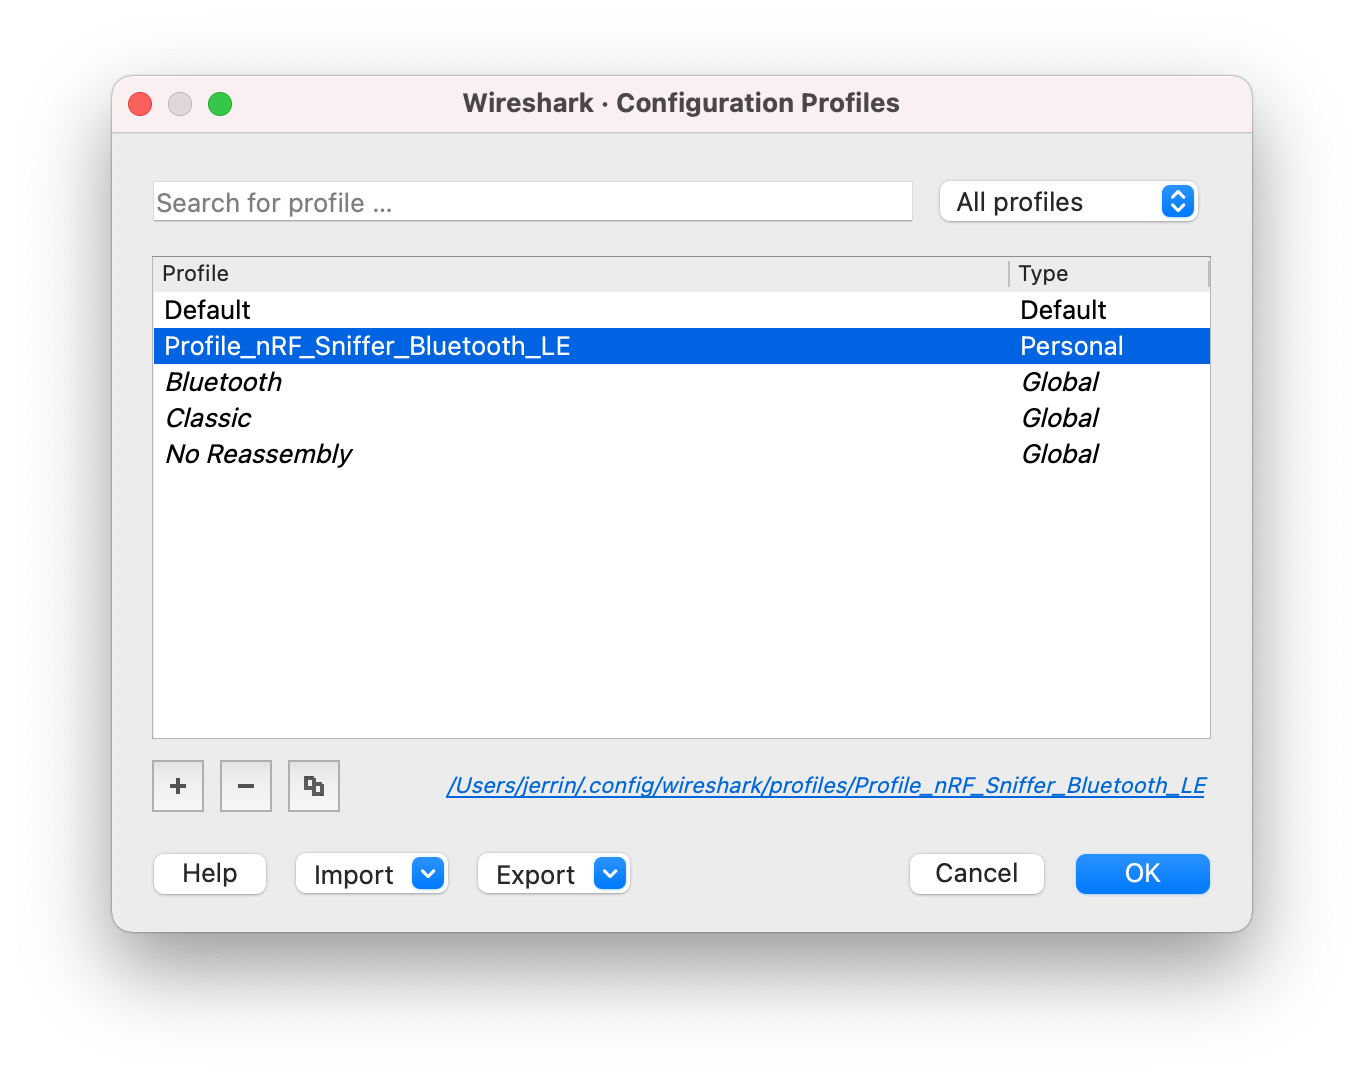 Wireshark · Configuration Profiles
Search for profile ...
All profiles
Profile Type
Default Default
Profile_nRF_Sniffer_Bluetooth_LE Personal
Bluetooth Global
Classic Global
No Reassembly Global
/Users/jerrin/.config/wireshark/profiles/Profile_nRF_Sniffer_Bluetooth_LE
Help Import Export Cancel OK